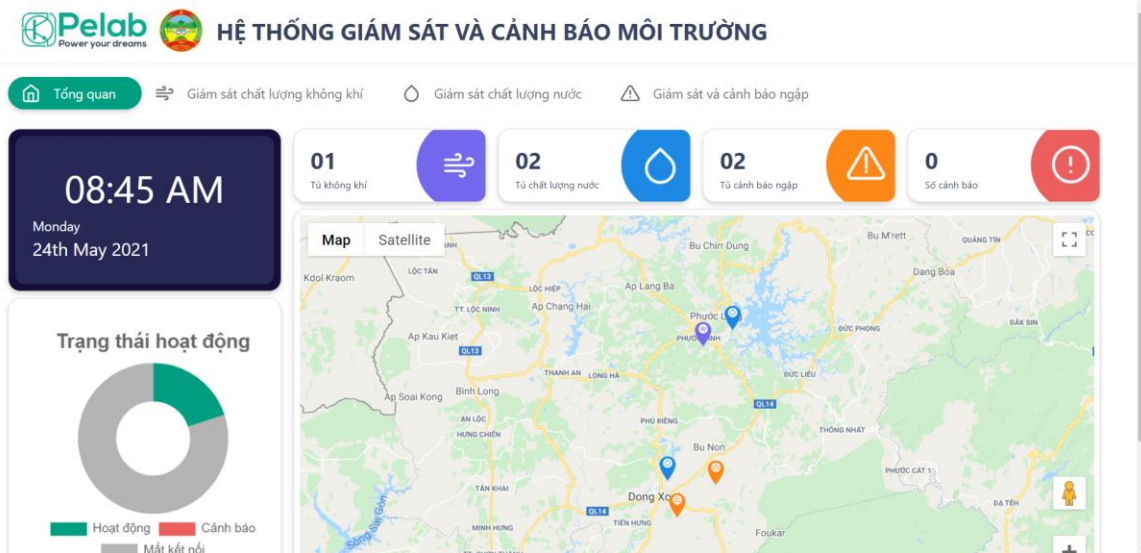 Pelab
Power your dreams
HỆ THỐNG GIÁM SÁT VÀ CẢNH BÁO MÔI TRƯỜNG
Tổng quan
Giám sát chất lượng không khí
Giám sát chất lượng nước
Giám sát và cảnh báo ngập
08:45 AM
Monday
24th May 2021
01
Tủ không khí
02
Tủ chất lượng nước
02
Tủ cảnh báo ngập
0
Số cảnh báo
Trạng thái hoạt động
Hoạt động
Cảnh báo
Mất kết nối
Map
Satellite
Bu Chirr Dung
Bu M'rett
QUẢNG TÍN
Kdol Kraom
LỘC TẤN
QL13
LỘC HIỆP
Ap Lang Ba
Dang Boa
TT. LỘC NINH
Ap Chang Hai
Phước
ĐỨC PHONG
ĐẮK SIN
Ap Kau Kiet
QL13
THANH AN
LONG HÀ
ĐỨC LIỄU
Ap Soai Kong
Bình Long
QL14
AN LỘC
HƯNG CHIẾN
PHÚ RIỀNG
THỐNG NHẤT
Bu Non
PHƯỚC CÁT 1
TÂN KHAI
Dong Xo
ĐẠ TẺH
QL14
MINH HƯNG
TIẾN HƯNG
Foukar
Sông Sài Gòn